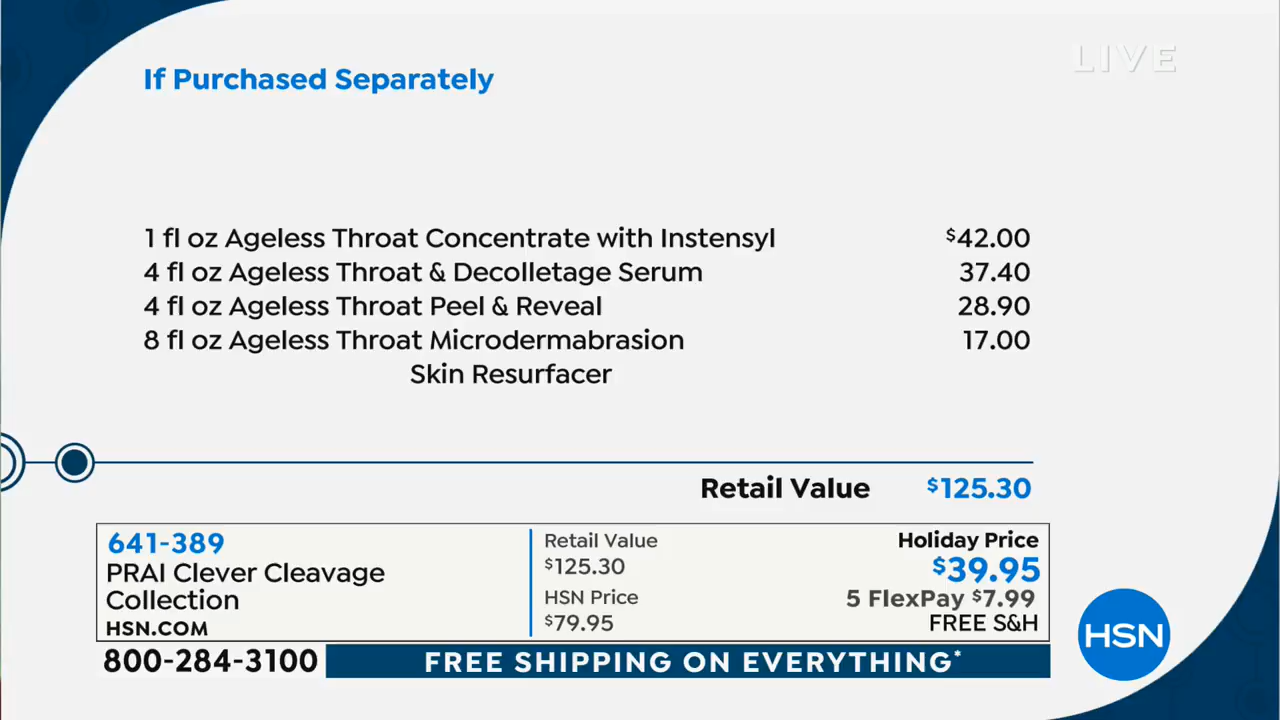 LIVE
If Purchased Separately
1 fl oz Ageless Throat Concentrate with Instensyl $42.00
4 fl oz Ageless Throat & Decolletage Serum 37.40
4 fl oz Ageless Throat Peel & Reveal 28.90
8 fl oz Ageless Throat Microdermabrasion 17.00
Skin Resurfacer
Retail Value $125.30
641-389
PRAI Clever Cleavage
Collection
HSN.COM
Retail Value
$125.30
HSN Price
$79.95
Holiday Price
$39.95
5 FlexPay $7.99
FREE S&H
HSN
800-284-3100 FREE SHIPPING ON EVERYTHING*